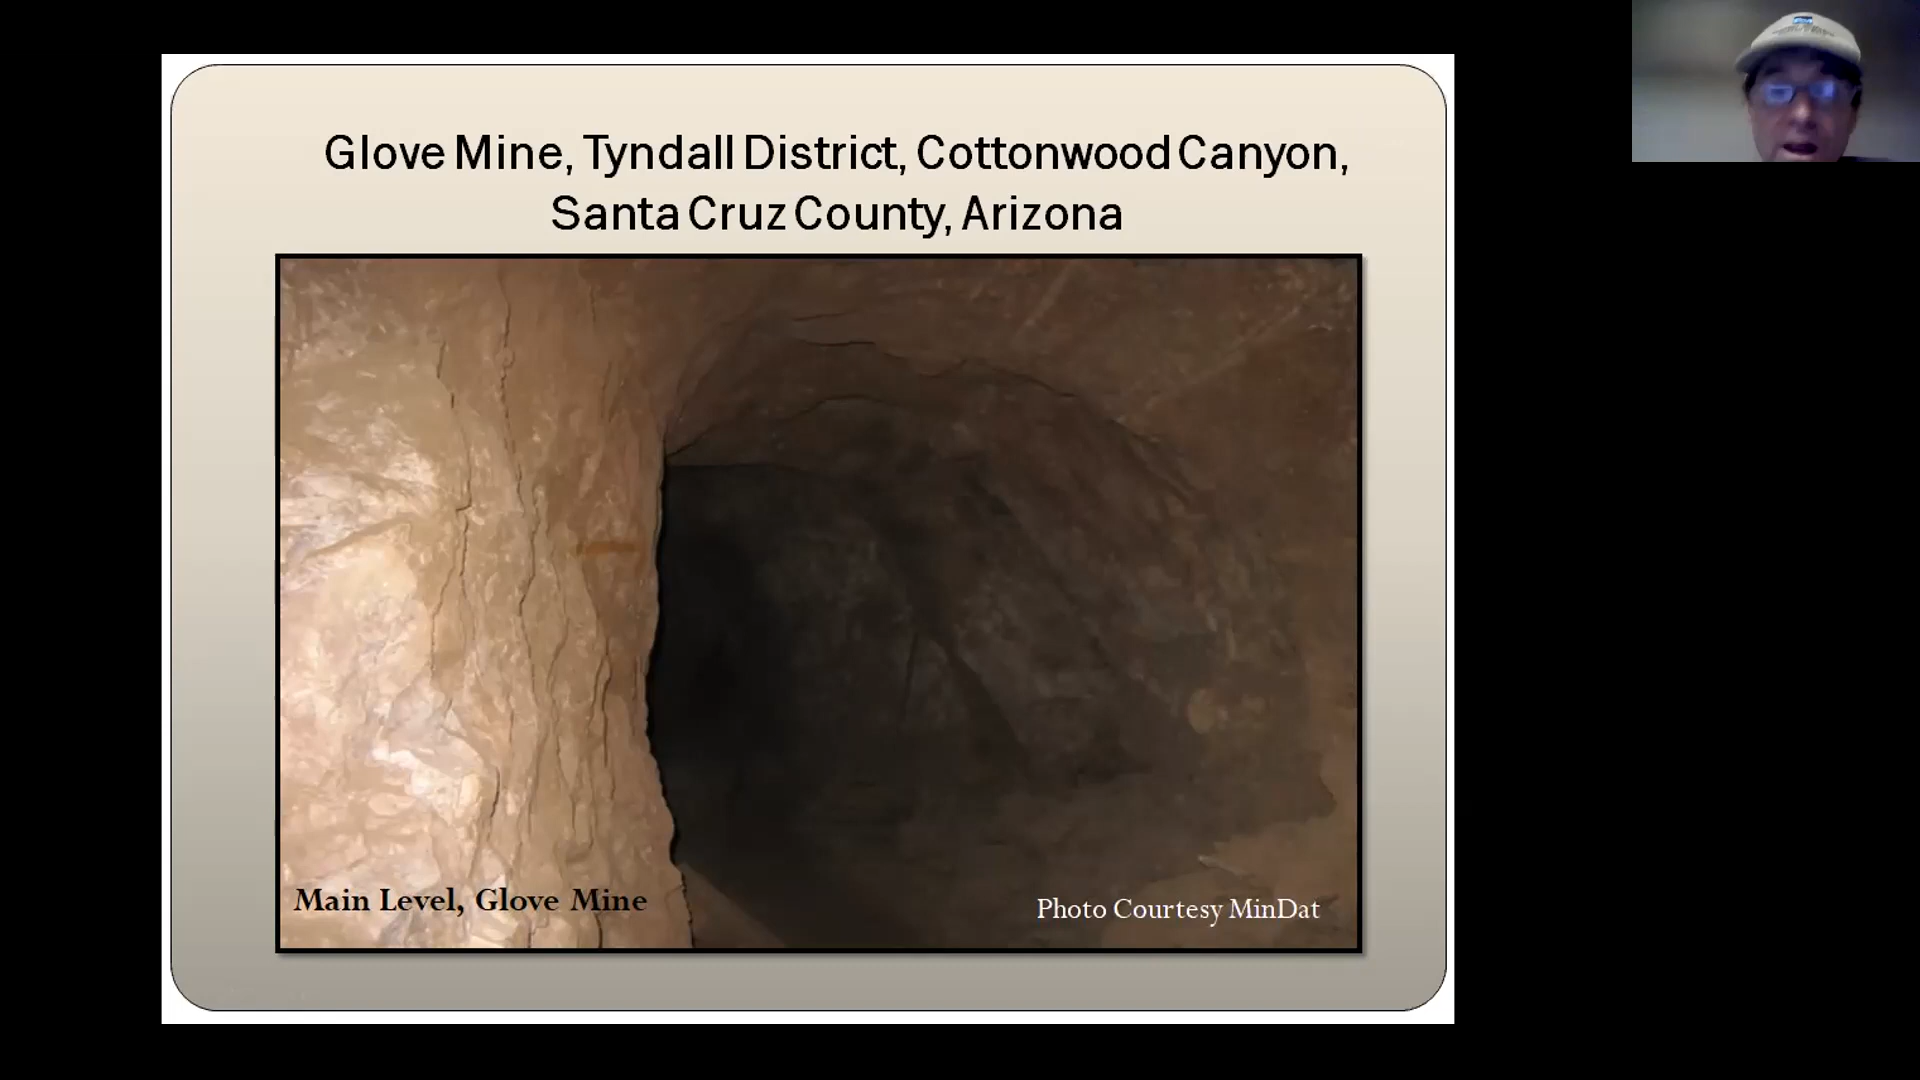 Glove Mine, Tyndall District, Cottonwood Canyon,
Santa Cruz County, Arizona
Main Level, Glove Mine
Photo Courtesy MinDat